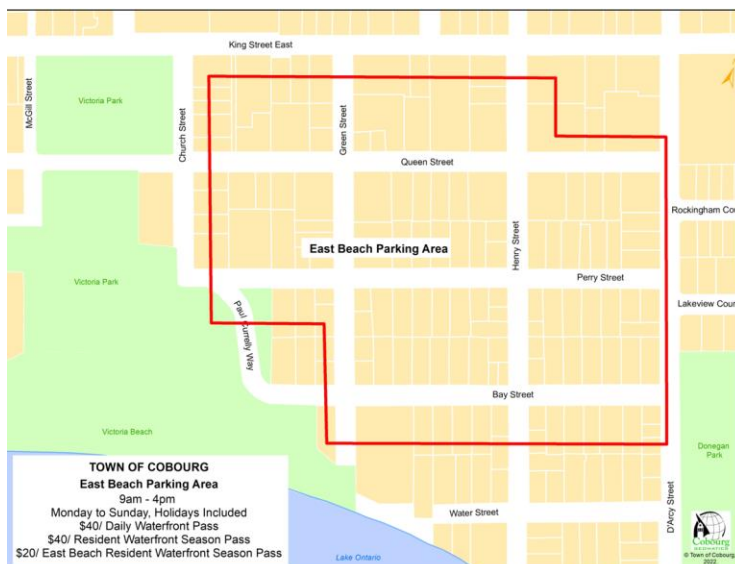 King Street East
McGill Street
Victoria Park
Church Street
Green Street
Queen Street
Rockingham Cou
East Beach Parking Area
Henry Street
Perry Street
Victoria Park
Paul Currelly Way
Lakeview Court
Bay Street
Victoria Beach
Donegan
Park
TOWN OF COBOURG
East Beach Parking Area
9am - 4pm
Monday to Sunday, Holidays Included
$40/ Daily Waterfront Pass
$40/ Resident Waterfront Season Pass
$20/ East Beach Resident Waterfront Season Pass
Water Street
D'Arcy Street
Lake Ontario
Cobourg
GEOMATICS
© Town of Cobourg
2022